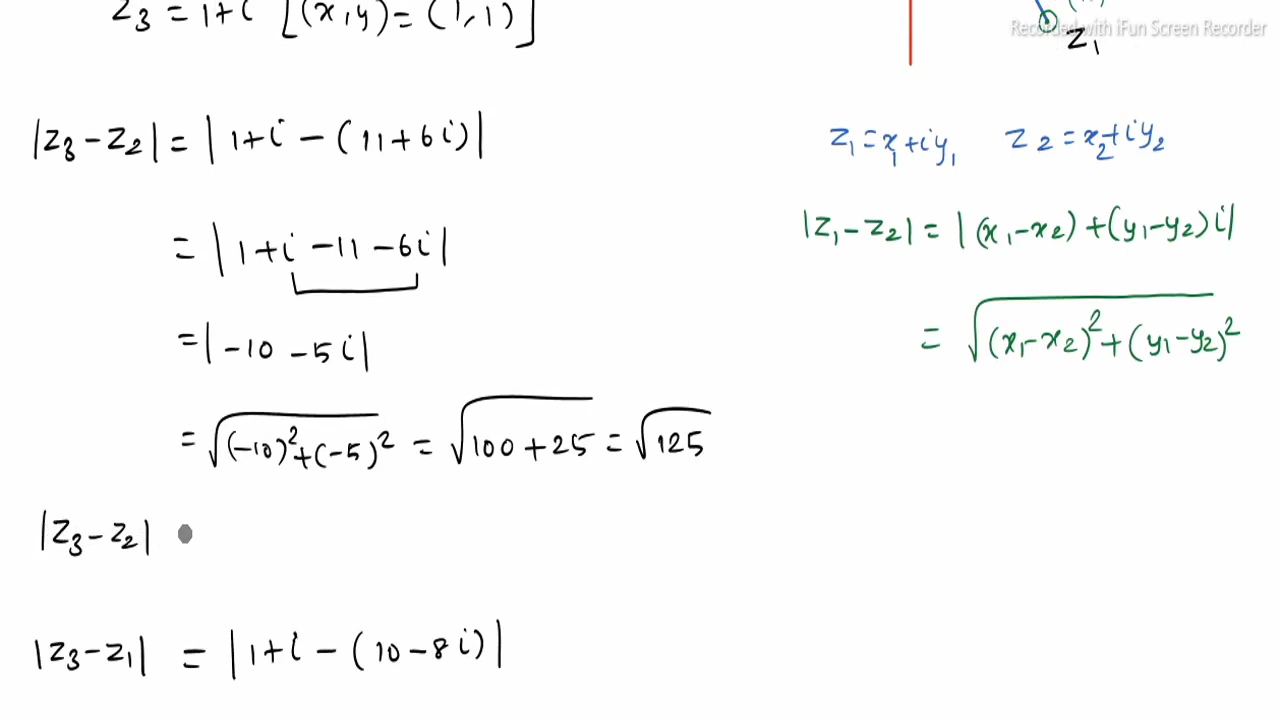 z3 = 1+i [(x,y) = (1,1)]
Recorded with iFun Screen Recorder
z1
|z3 - z2| = |1+i - (11+6i)|
z1 = x1+iy1 z2 = x2+iy2
= |1+i -11 -6i|
|z1 - z2| = |(x1-x2) + (y1-y2)i|
= |-10 -5i|
= √(x1-x2)²+(y1-y2)²
= √(-10)²+(-5)² = √100+25 = √125
|z3 - z2|
|z3 - z1| = |1+i - (10-8i)|